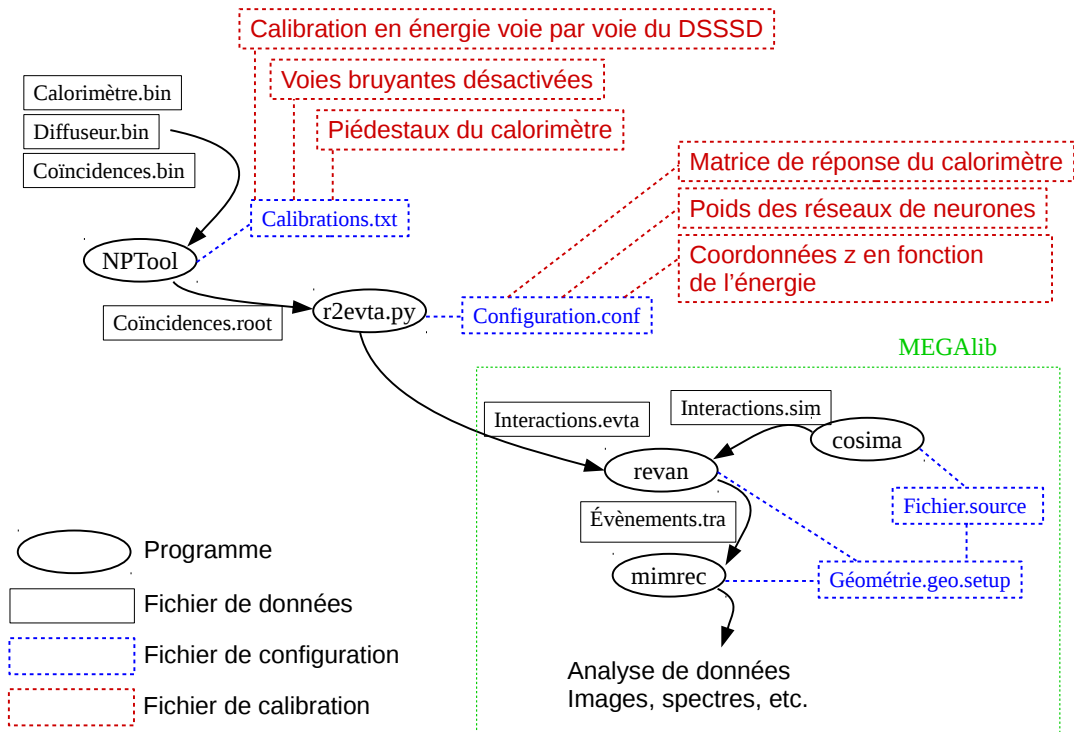 Calibration en énergie voie par voie du DSSSD
Voies bruyantes désactivées
Piédestaux du calorimètre
Calorimètre.bin
Diffuseur.bin
Coïncidences.bin
Matrice de réponse du calorimètre
Poids des réseaux de neurones
Coordonnées z en fonction
de l'énergie
Calibrations.txt
NPTool
Coïncidences.root
r2evta.py
Configuration.conf
MEGAlib
Interactions.evta
Interactions.sim
cosima
revan
Fichier.source
Évènements.tra
mimrec
Géométrie.geo.setup
Analyse de données
Images, spectres, etc.
Programme
Fichier de données
Fichier de configuration
Fichier de calibration